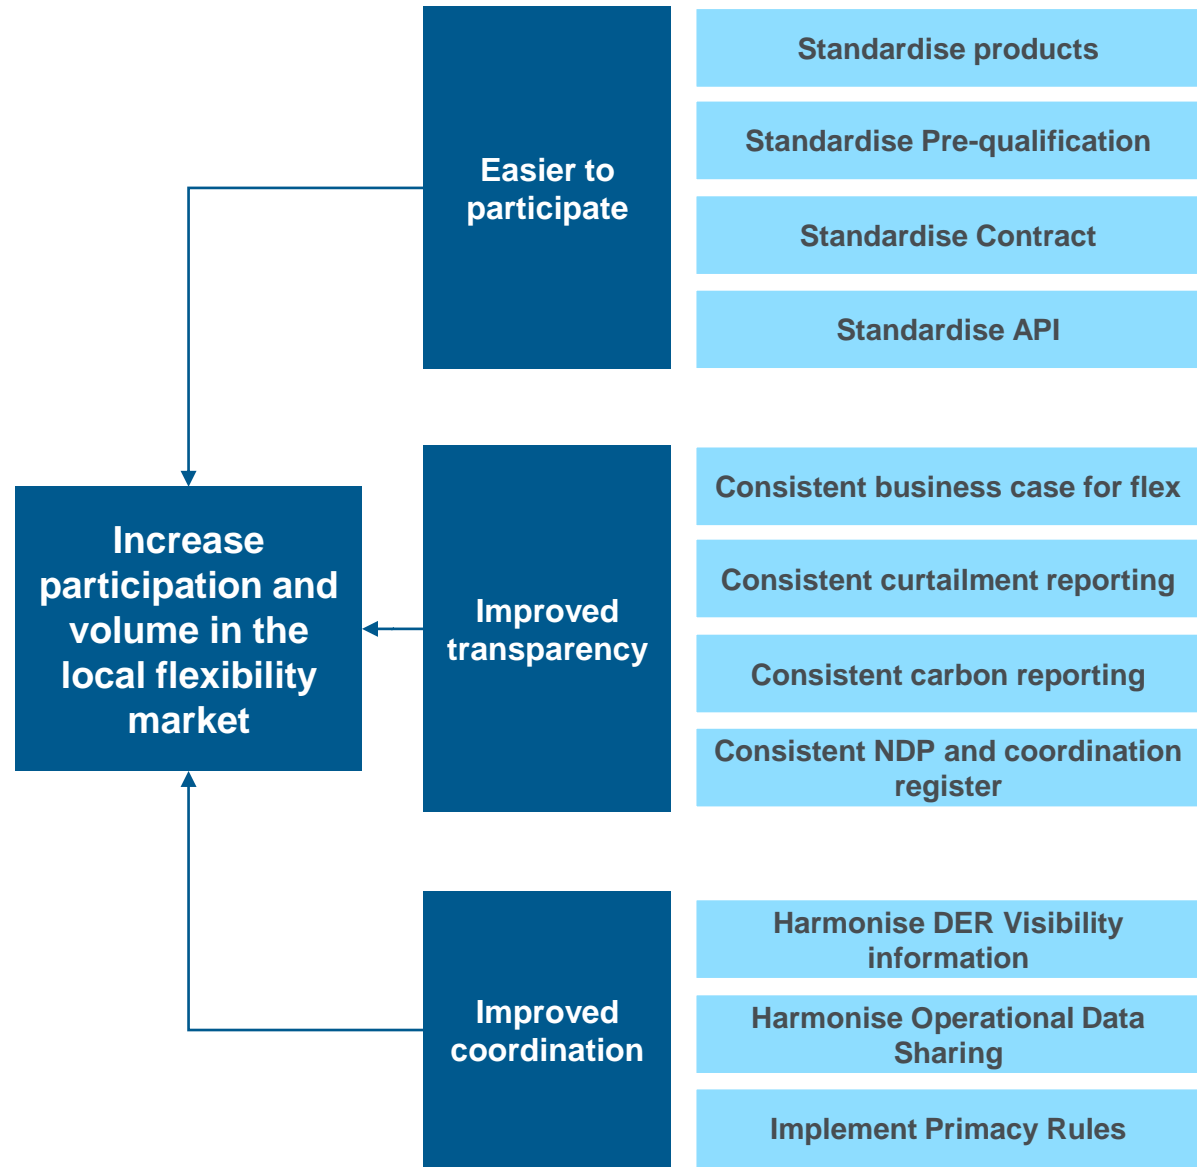 Easier to
participate
Standardise products
Standardise Pre-qualification
Standardise Contract
Standardise API
Increase
participation and
volume in the
local flexibility
market
Improved
transparency
Consistent business case for flex
Consistent curtailment reporting
Consistent carbon reporting
Consistent NDP and coordination
register
Improved
coordination
Harmonise DER Visibility
information
Harmonise Operational Data
Sharing
Implement Primacy Rules